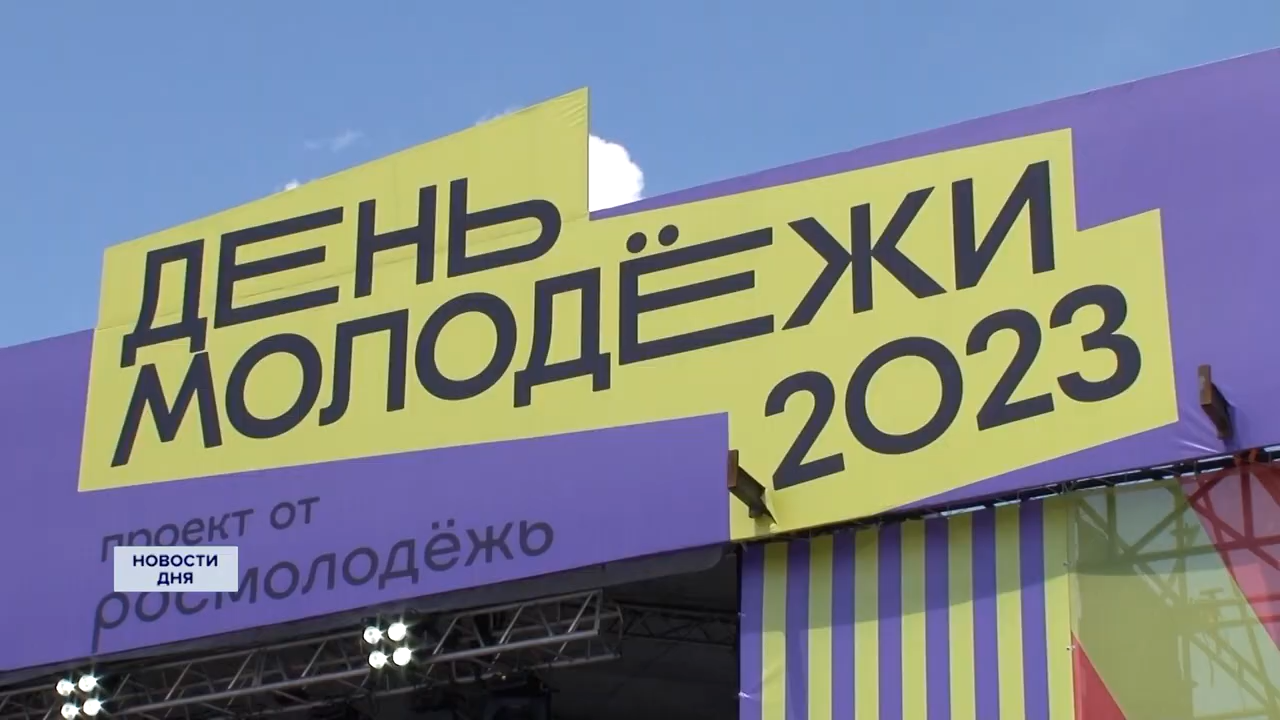 ДЕНЬ
МОЛОДЁЖИ
2023
проект от
росмолодёжь
НОВОСТИ
ДНЯ